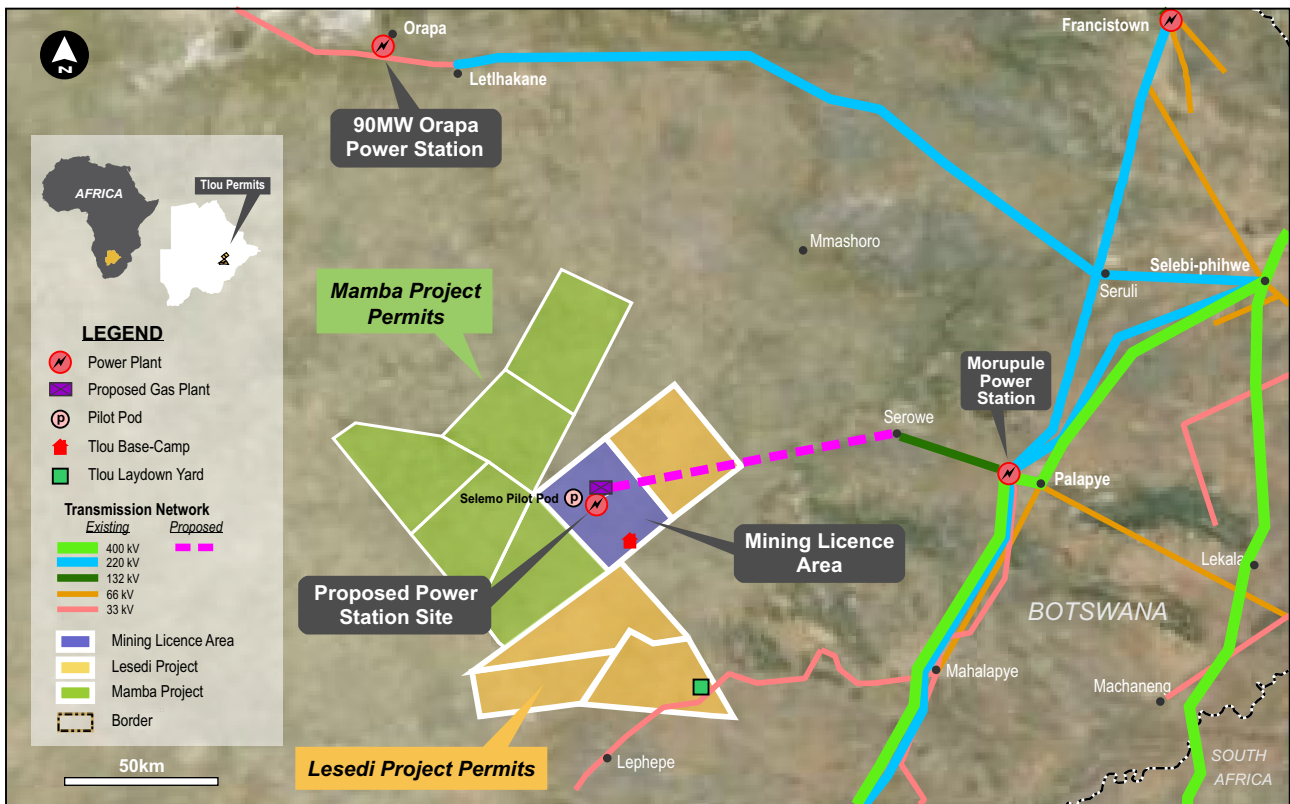 Orapa
Francistown
N
Letlhakane
90MW Orapa
Power Station
AFRICA
Tlou Permits
Mmashoro
Selebi-phihwe
Seruli
Mamba Project
Permits
LEGEND
Power Plant
Proposed Gas Plant
P
Pilot Pod
Tlou Base-Camp
Tlou Laydown Yard
Transmission Network
Existing
Proposed
400 kV
220 kV
132 kV
66 kV
33 kV
Mining Licence Area
Lesedi Project
Mamba Project
Border
50km
Morupule
Power
Station
Serowe
Palapye
Selemo Pilot Pod
P
Mining Licence
Area
Lekala
Proposed Power
Station Site
BOTSWANA
Mahalapye
Machaneng
Lesedi Project Permits
Lephepe
SOUTH
AFRICA